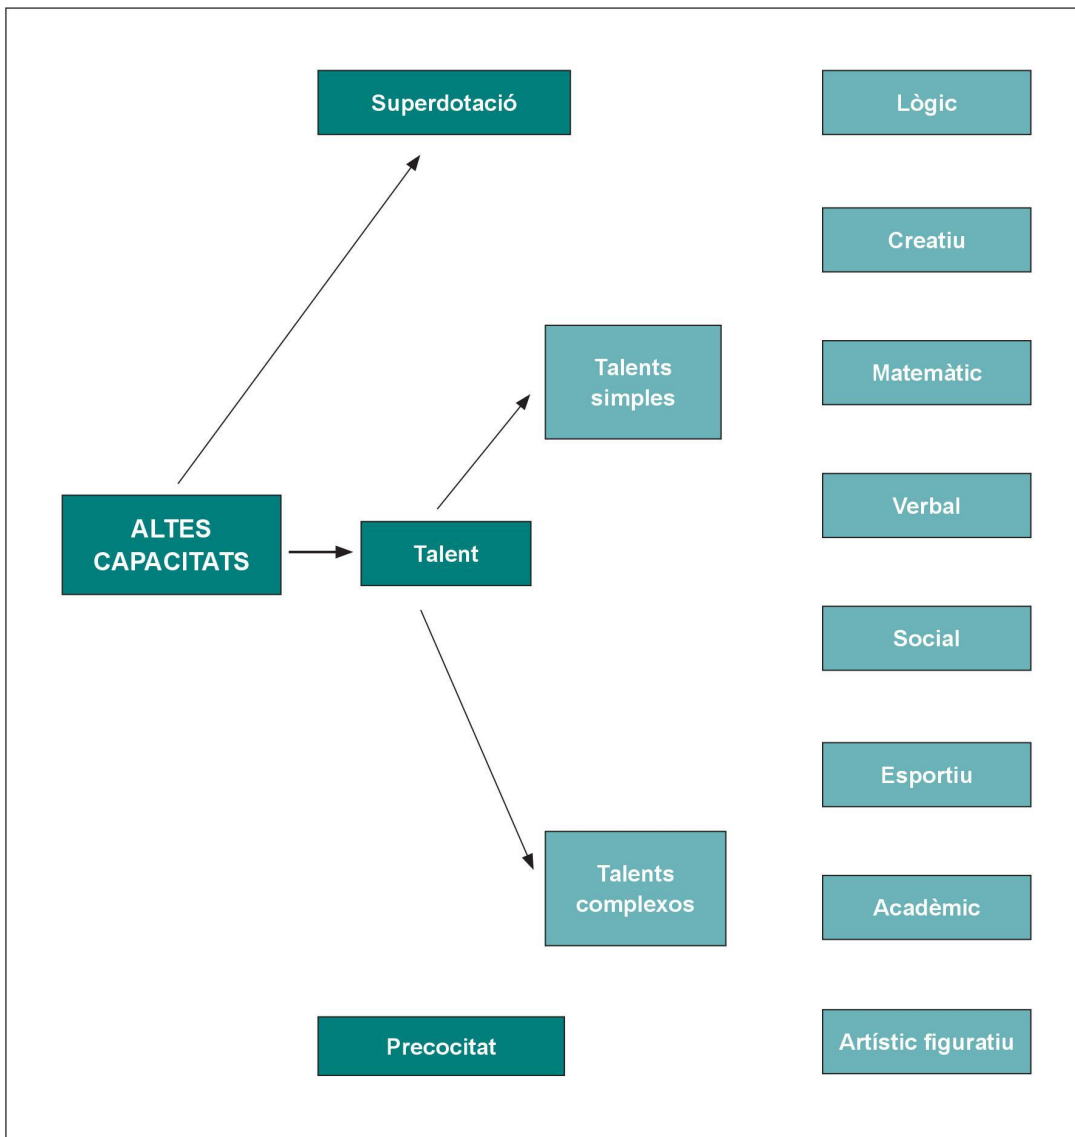 Superdotació
Lògic
Creatiu
Talents
simples
Matemàtic
ALTES
CAPACITATS
Talent
Verbal
Social
Esportiu
Talents
complexos
Acadèmic
Precocitat
Artístic figuratiu